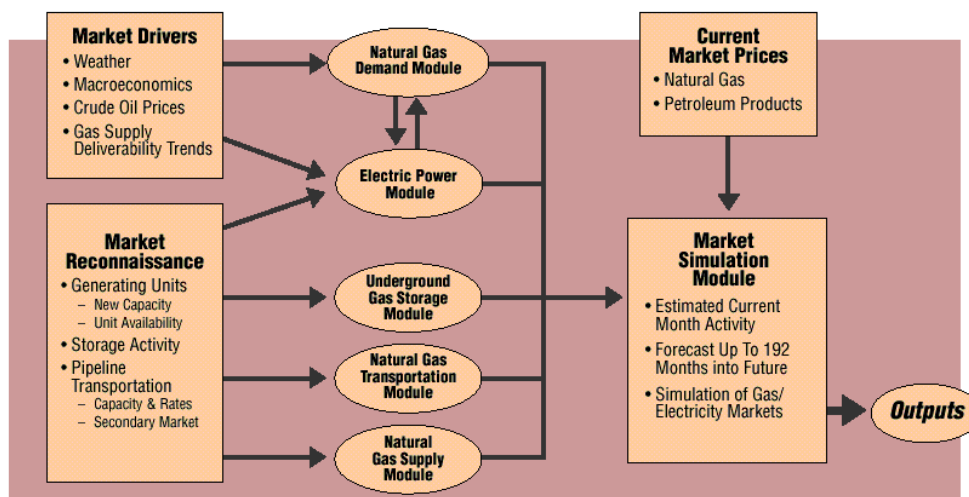 Market Drivers
• Weather
• Macroeconomics
• Crude Oil Prices
• Gas Supply
Deliverability Trends
Natural Gas
Demand Module
Current
Market Prices
• Natural Gas
• Petroleum Products
Electric Power
Module
Market
Reconnaissance
• Generating Units
– New Capacity
– Unit Availability
• Storage Activity
• Pipeline
Transportation
– Capacity & Rates
– Secondary Market
Underground
Gas Storage
Module
Natural Gas
Transportation
Module
Natural
Gas Supply
Module
Market
Simulation
Module
• Estimated Current
Month Activity
• Forecast Up To 192
Months into Future
• Simulation of Gas/
Electricity Markets
Outputs